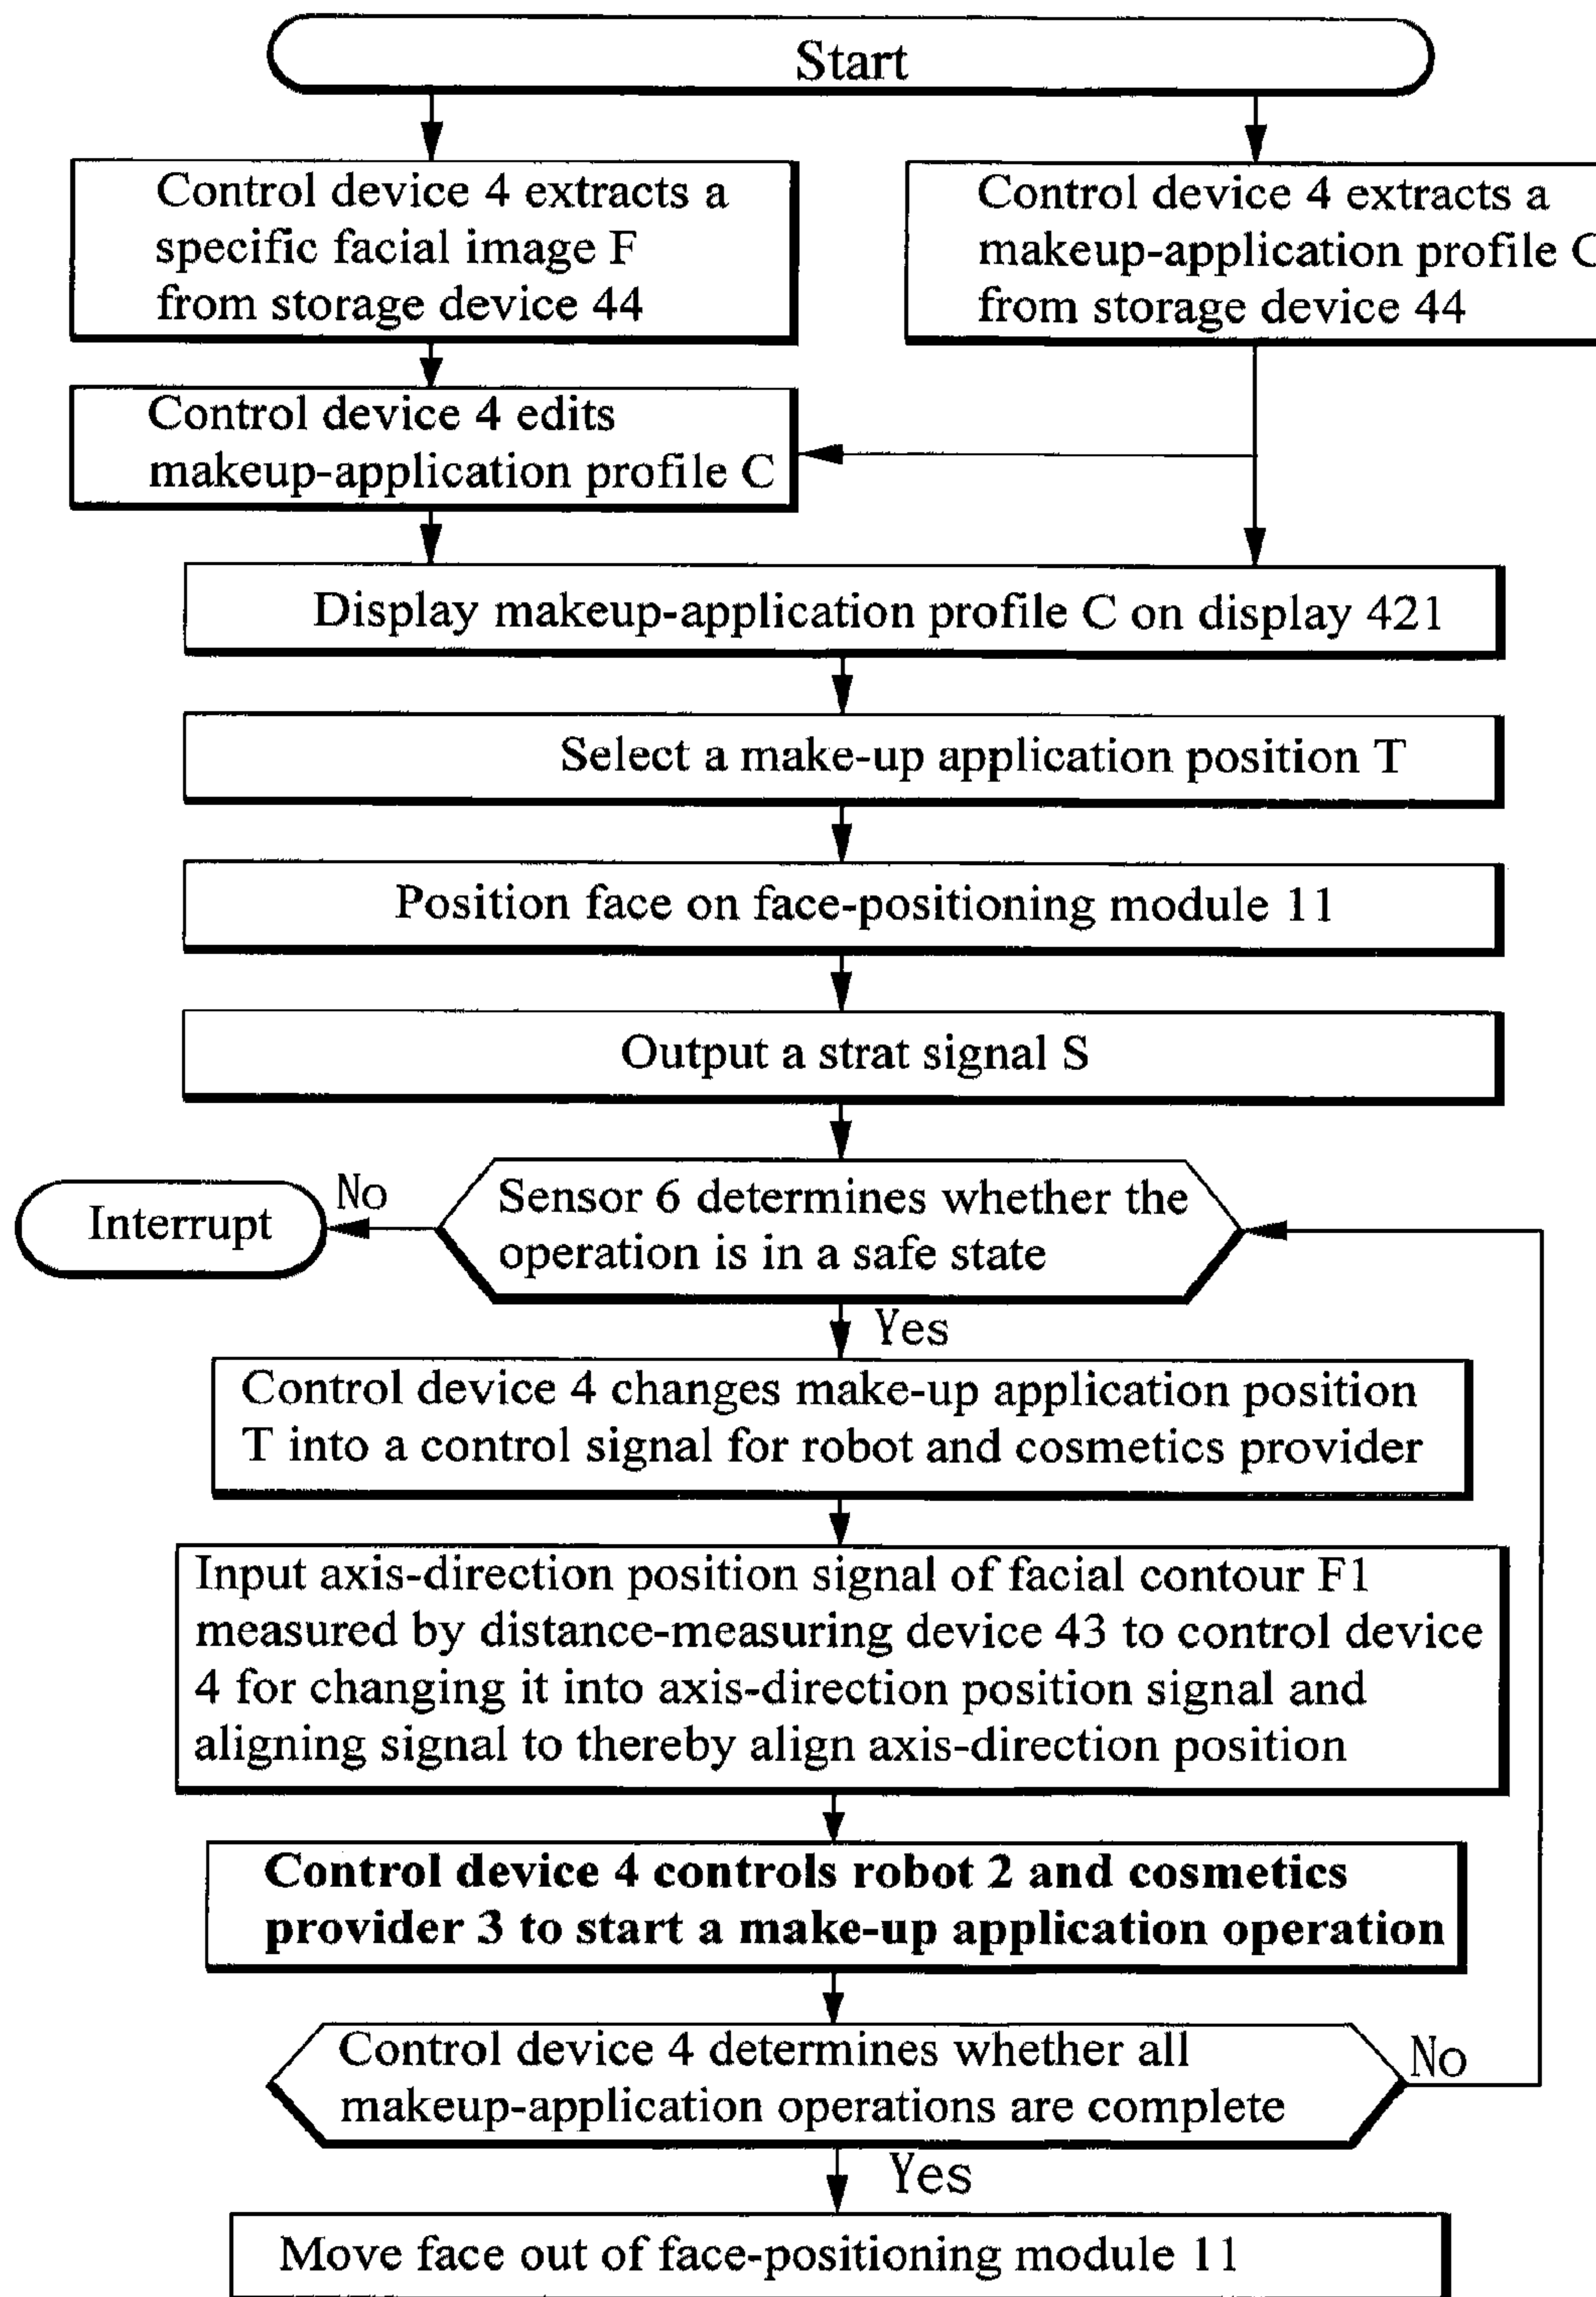 Start
Control device 4 extracts a
specific facial image F
from storage device 44
Control device 4 extracts a
makeup-application profile C
from storage device 44
Control device 4 edits
makeup-application profile C
Display makeup-application profile C on display 421
Select a make-up application position T
Position face on face-positioning module 11
Output a strat signal S
Sensor 6 determines whether the
operation is in a safe state
No
Interrupt
Yes
Control device 4 changes make-up application position
T into a control signal for robot and cosmetics provider
Input axis-direction position signal of facial contour F1
measured by distance-measuring device 43 to control device
4 for changing it into axis-direction position signal and
aligning signal to thereby align axis-direction position
Control device 4 controls robot 2 and cosmetics
provider 3 to start a make-up application operation
Control device 4 determines whether all
makeup-application operations are complete
No
Yes
Move face out of face-positioning module 11